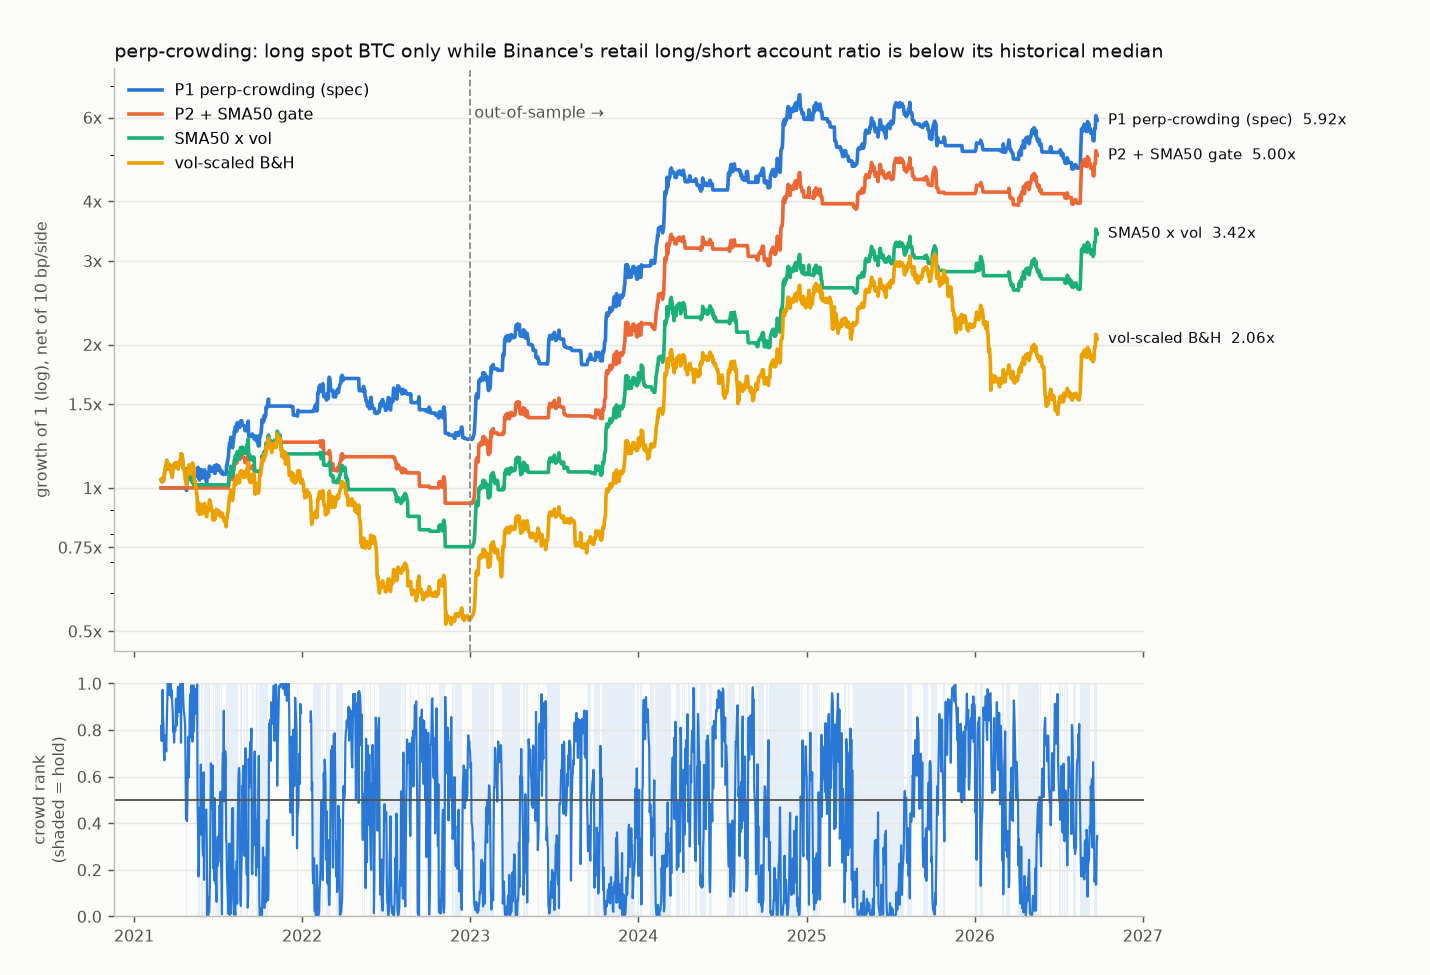 perp-crowding: long spot BTC only while Binance's retail long/short account ratio is below its historical median
P1 perp-crowding (spec)
P2 + SMA50 gate
SMA50 x vol
vol-scaled B&H
out-of-sample →
growth of 1 (log), net of 10 bp/side
6x
4x
3x
2x
1.5x
1x
0.75x
0.5x
P1 perp-crowding (spec) 5.92x
P2 + SMA50 gate 5.00x
SMA50 x vol 3.42x
vol-scaled B&H 2.06x
crowd rank
(shaded = hold)
1.0
0.8
0.6
0.4
0.2
0.0
2021 2022 2023 2024 2025 2026 2027